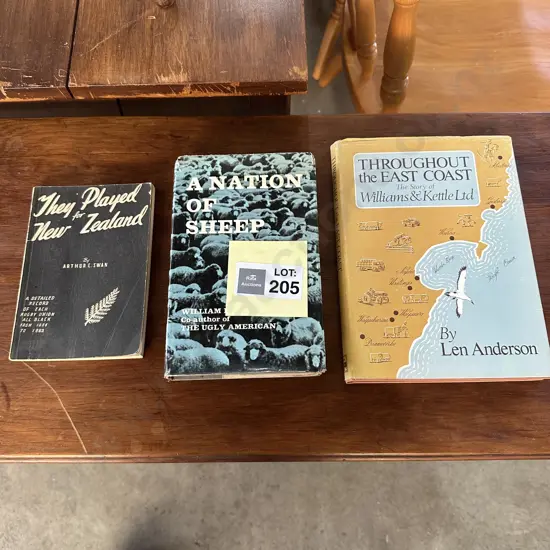 They Played
for
New Zealand
By
ARTHUR C. SWAN
A DETAILED
RECORD
OF EACH
RUGBY UNION
ALL BLACK
FROM 1884
A NATION
OF
SHEEP
LOT:
205
Auctions
WILLIAM
Co-author of
THE UGLY AMERICAN
THROUGHOUT
the EAST COAST
The Story of
Williams & Kettle Ltd
By
Len Anderson